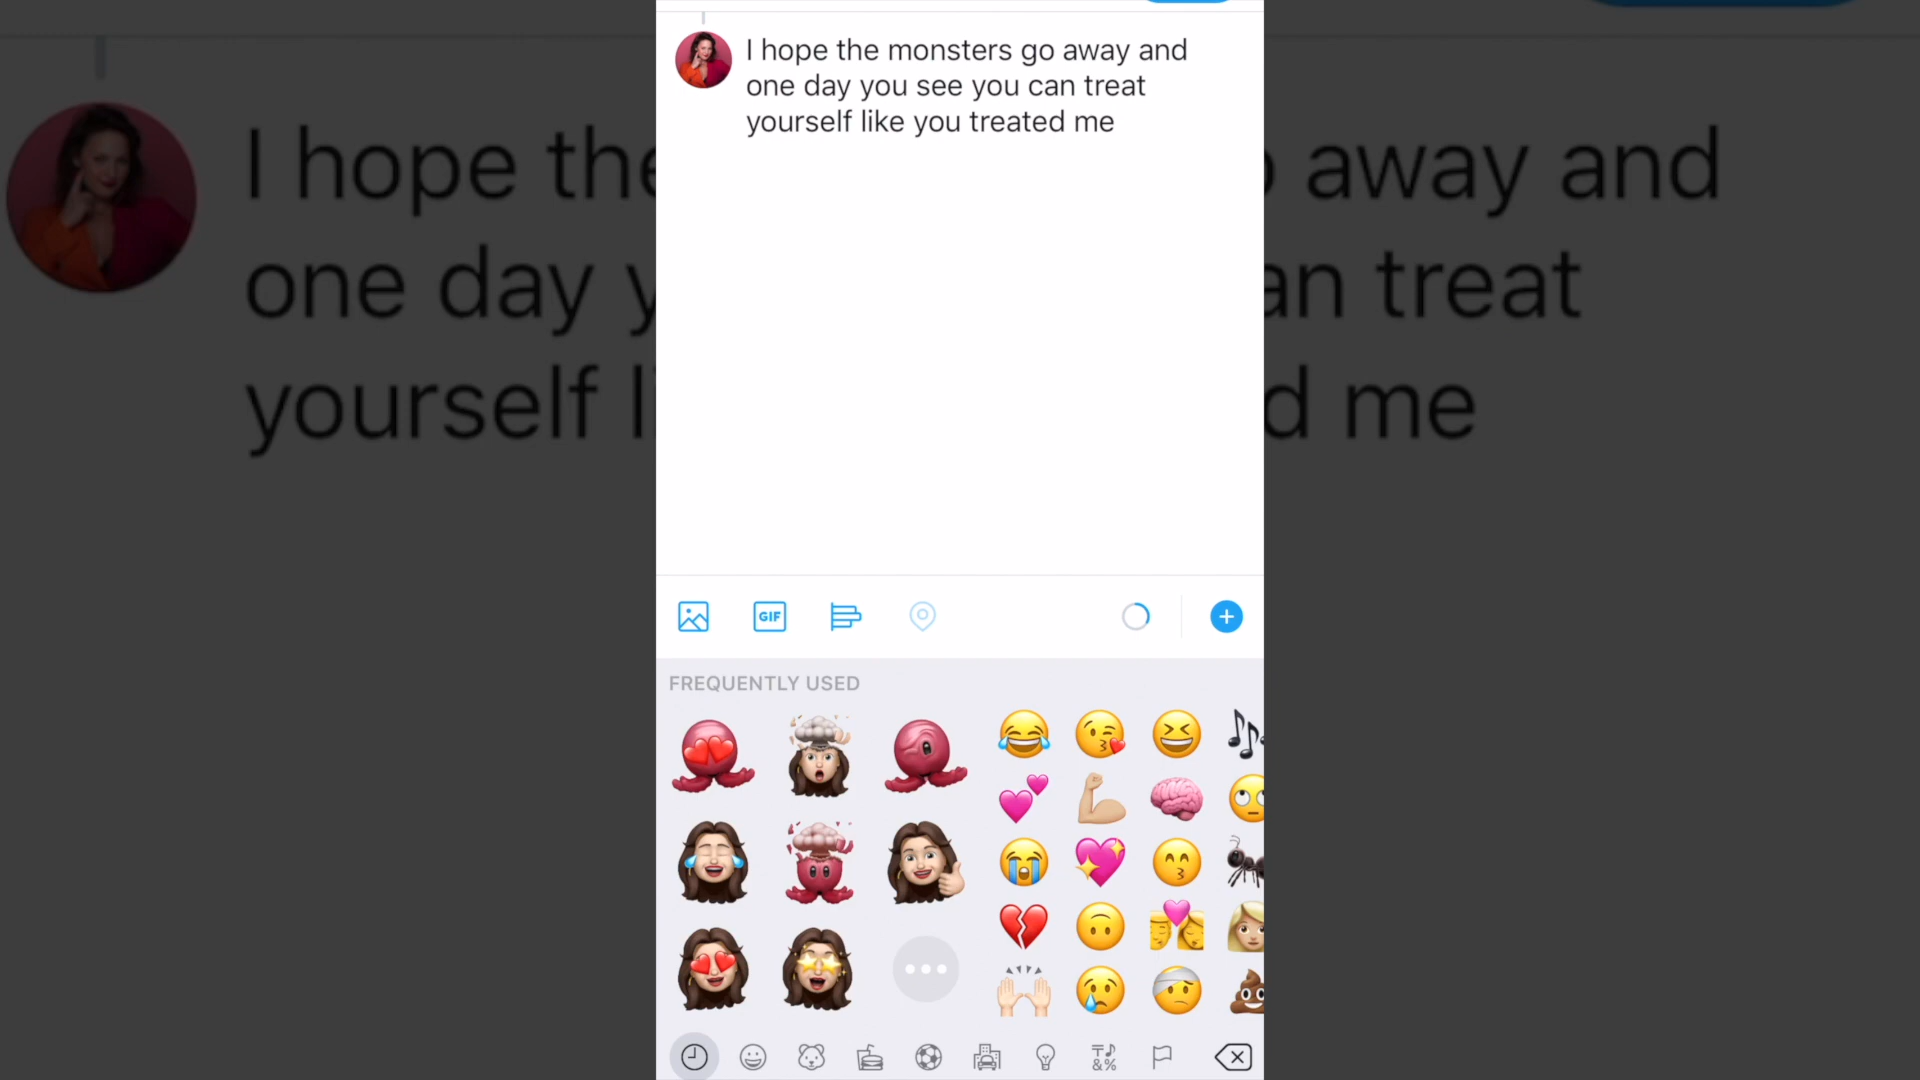 I hope the monsters go away and
one day you see you can treat
yourself like you treated me
GIF
FREQUENTLY USED